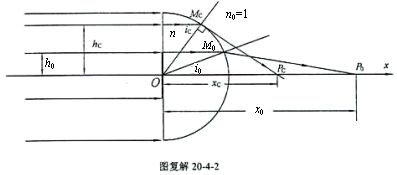 M_C
n_0=1
n
i_C
h_C
M_0
h_0
i_0
O
x_C
P_C
P_0
x
x_0
图复解 20-4-2